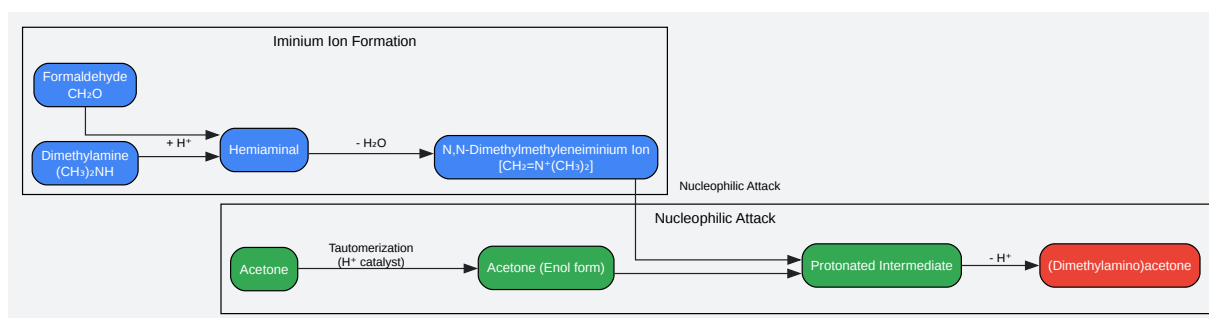 Iminium Ion Formation
Formaldehyde
CH₂O
+ H⁺
Dimethylamine
(CH₃)₂NH
Hemiaminal
- H₂O
N,N-Dimethylmethyleneiminium Ion
[CH₂=N⁺(CH₃)₂]
Nucleophilic Attack
Nucleophilic Attack
Acetone
Tautomerization
(H⁺ catalyst)
Acetone (Enol form)
Protonated Intermediate
- H⁺
(Dimethylamino)acetone